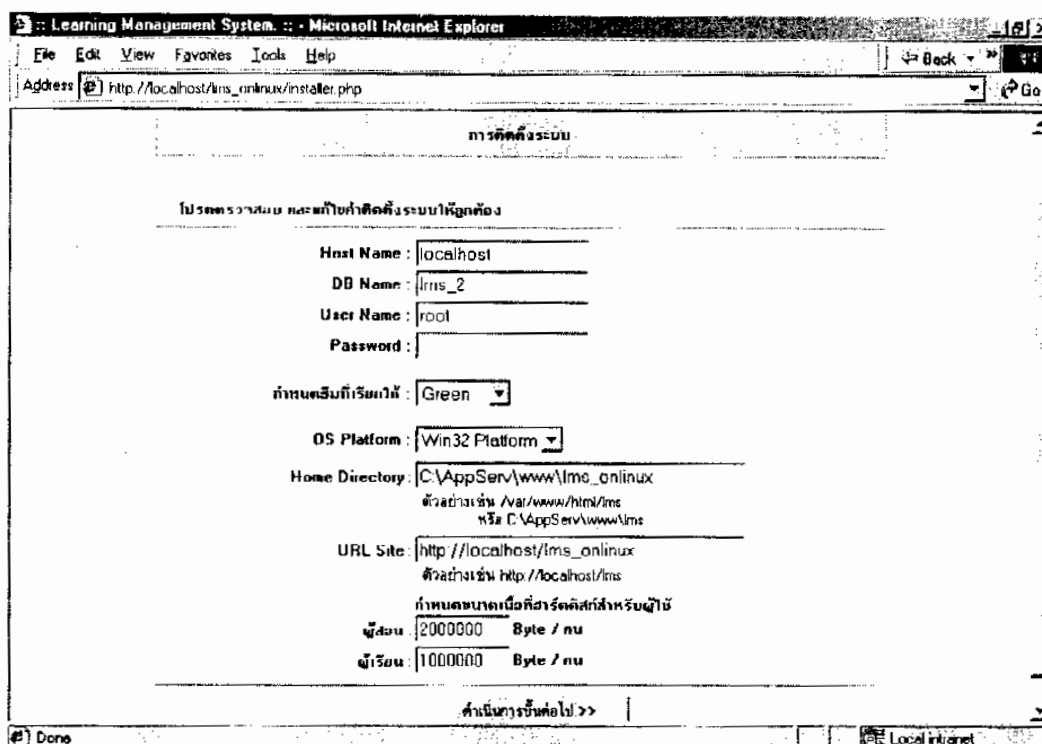 :: Learning Management System. :: - Microsoft Internet Explorer
File Edit View Favorites Tools Help Back »
Address http://localhost/lms_onlinux/installer.php Go
การติดตั้งระบบ
โปรดตรวจสอบ และแก้ไขค่าติดตั้งระบบให้ถูกต้อง
Host Name : localhost
DB Name : lms_2
User Name : root
Password :
กำหนดธีมที่เรียกใช้ : Green
OS Platform : Win32 Platform
Home Directory : C:\AppServ\www\lms_onlinux
ตัวอย่างเช่น /var/www/html/lms
หรือ C:\AppServ\www\lms
URL Site : http://localhost/lms_onlinux
ตัวอย่างเช่น http://localhost/lms
กำหนดขนาดเนื้อที่ฮาร์ดดิสก์สำหรับผู้ใช้
ผู้สอน : 2000000 Byte / คน
ผู้เรียน : 1000000 Byte / คน
ดำเนินการขั้นต่อไป >>
Done Local intranet